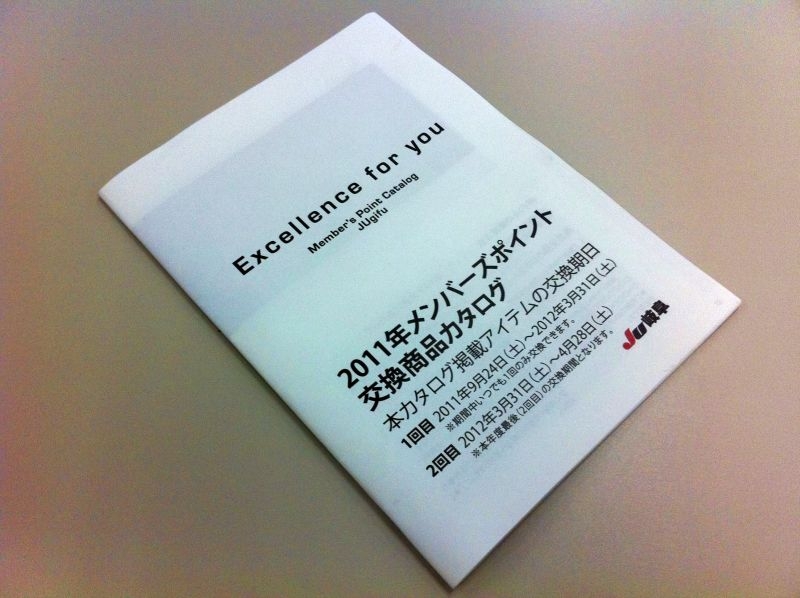 Excellence for you
Member's Point Catalog
JUgifu
2011年メンバーズポイント
交換商品カタログ
本カタログ掲載アイテムの交換期日
1回目 2011年9月24日(土)~2012年3月31日(土)
※期間中いつでも1回のみ交換できます。
2回目 2012年3月31日(土)~4月28日(土)
※本年度最後(2回目)の交換期間となります。
JU岐阜